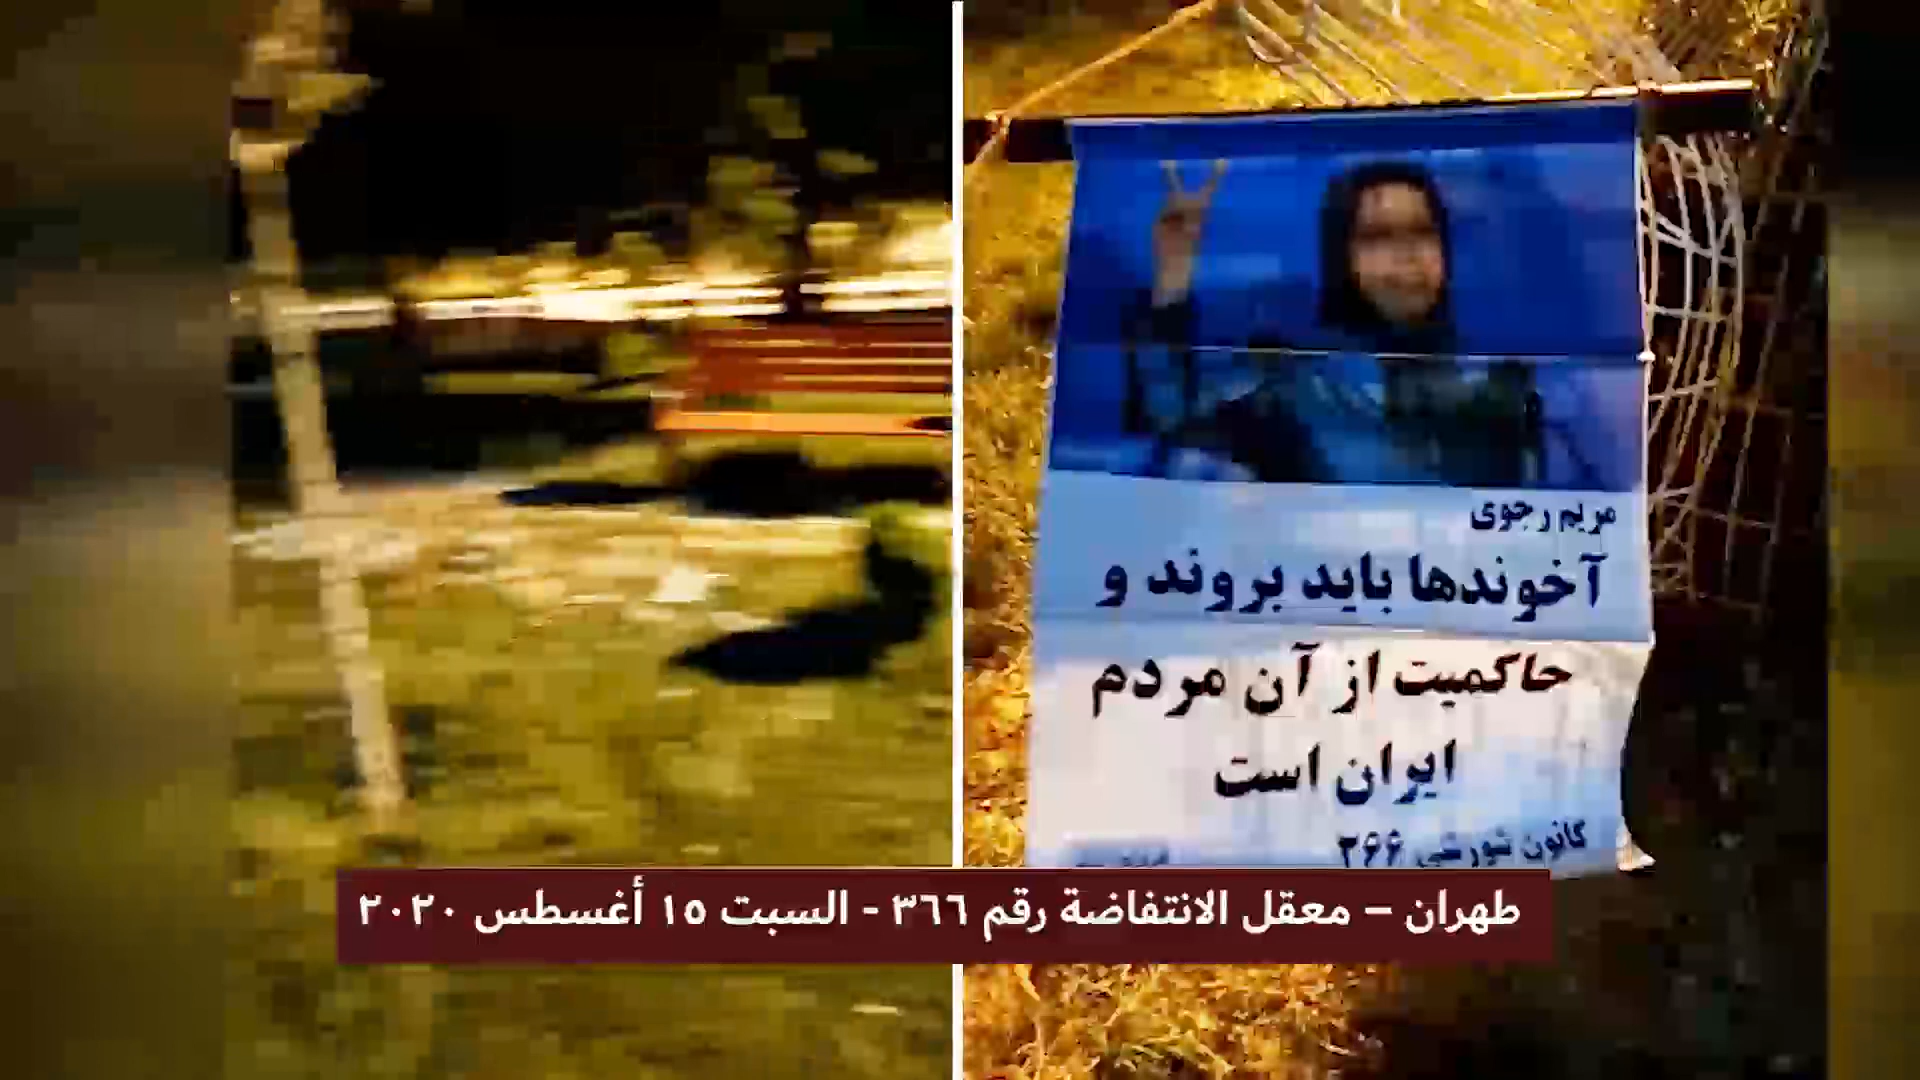 مریم رجوی
آخوندها باید بروند و
حاکمیت از آن مردم
ایران است
کانون شورشی ۳۶۶
طهران – معقل الانتفاضة رقم ٣٦٦ - السبت ١٥ أغسطس ٢٠٢٠